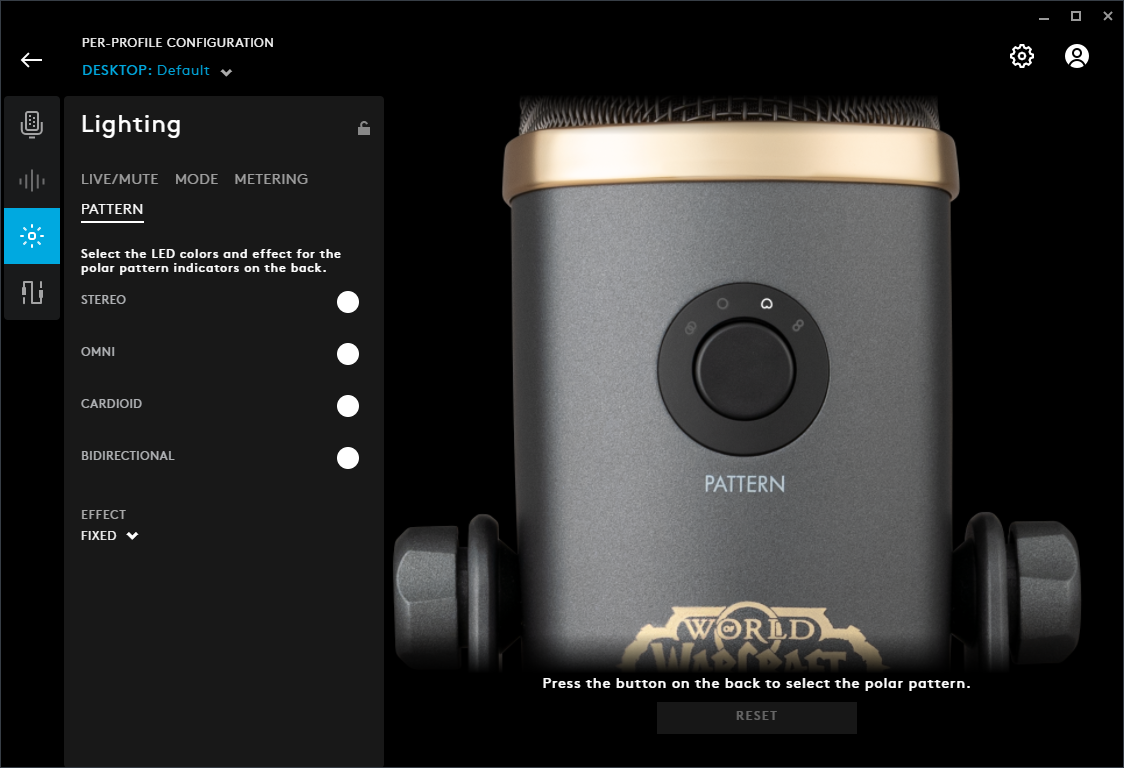 PER-PROFILE CONFIGURATION
DESKTOP: Default
Lighting
LIVE/MUTE MODE METERING
PATTERN
Select the LED colors and effect for the
polar pattern indicators on the back.
STEREO
OMNI
CARDIOID
BIDIRECTIONAL
EFFECT
FIXED
PATTERN
WORLD OF
WARCRAFT
Press the button on the back to select the polar pattern.
RESET